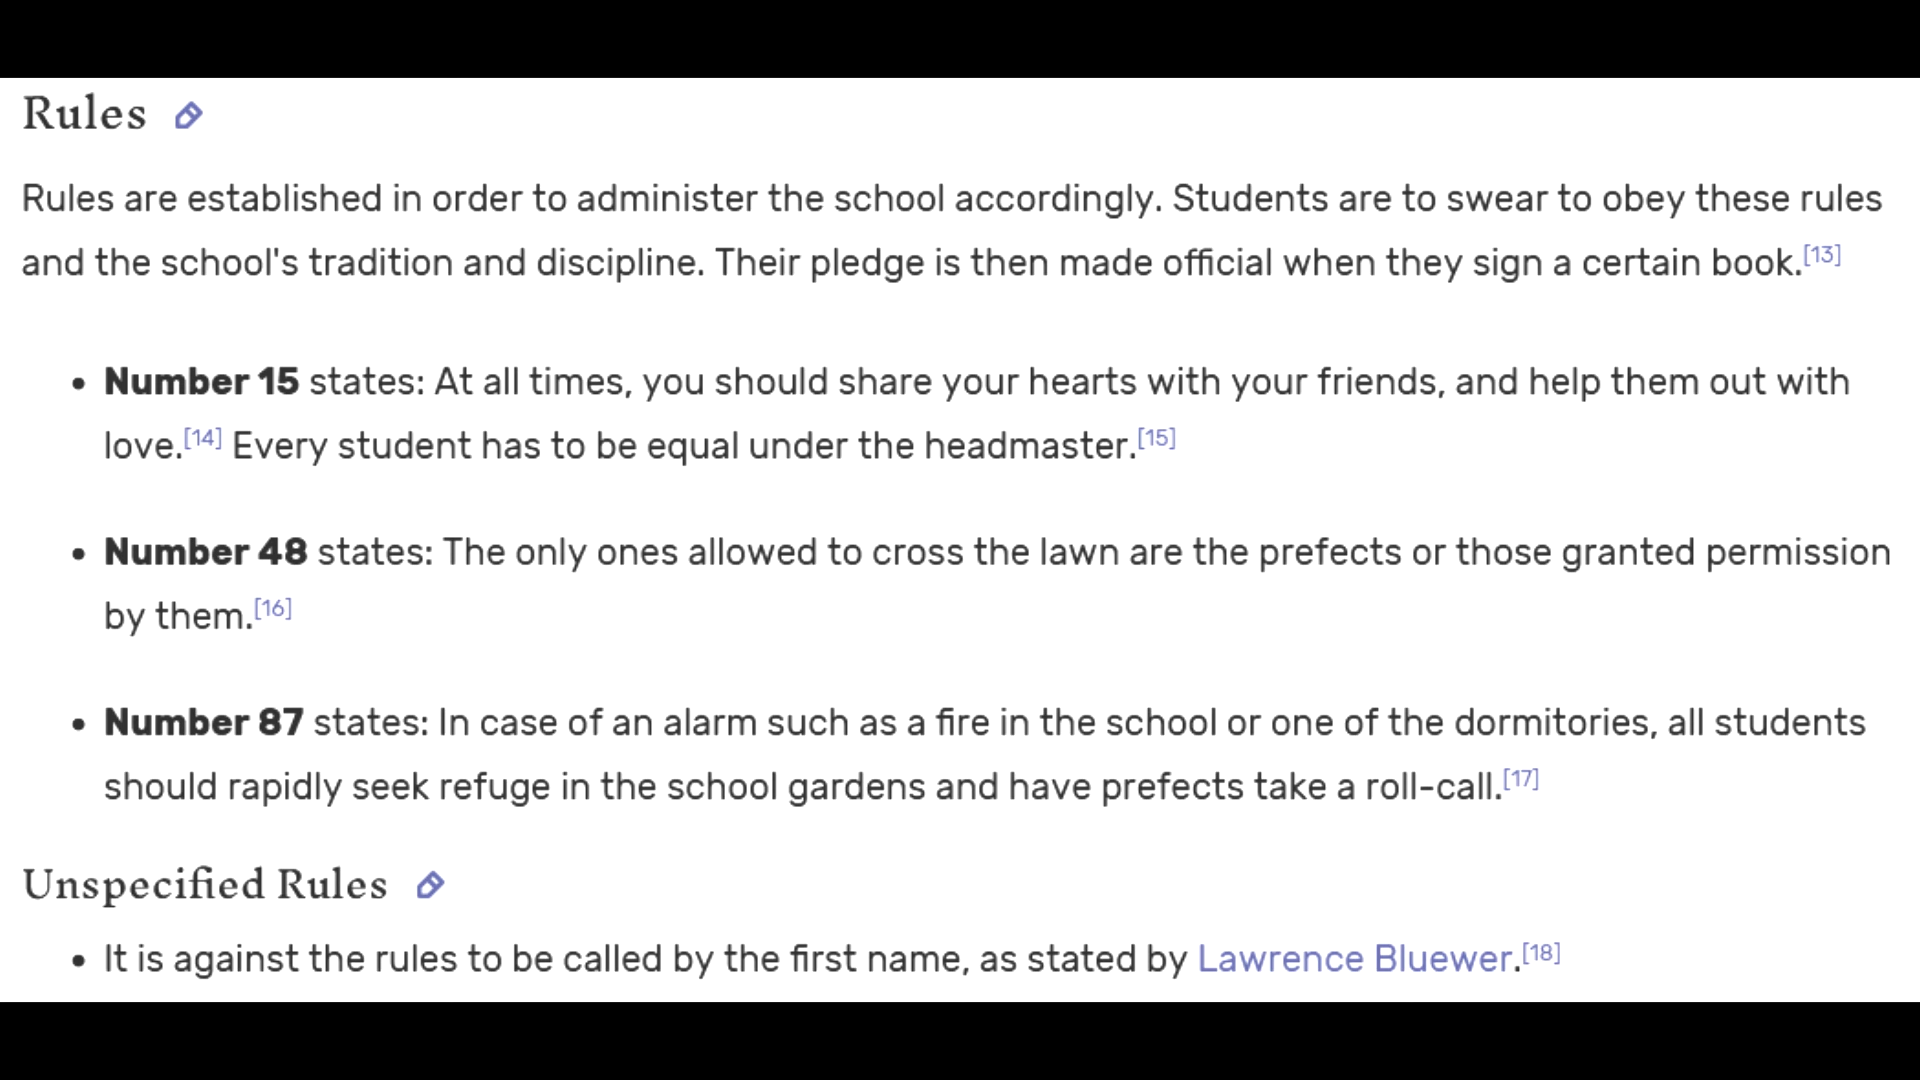 Rules
Rules are established in order to administer the school accordingly. Students are to swear to obey these rules
and the school's tradition and discipline. Their pledge is then made official when they sign a certain book.[13]
• Number 15 states: At all times, you should share your hearts with your friends, and help them out with
love.[14] Every student has to be equal under the headmaster.[15]
• Number 48 states: The only ones allowed to cross the lawn are the prefects or those granted permission
by them.[16]
• Number 87 states: In case of an alarm such as a fire in the school or one of the dormitories, all students
should rapidly seek refuge in the school gardens and have prefects take a roll-call.[17]
Unspecified Rules
• It is against the rules to be called by the first name, as stated by Lawrence Bluewer.[18]